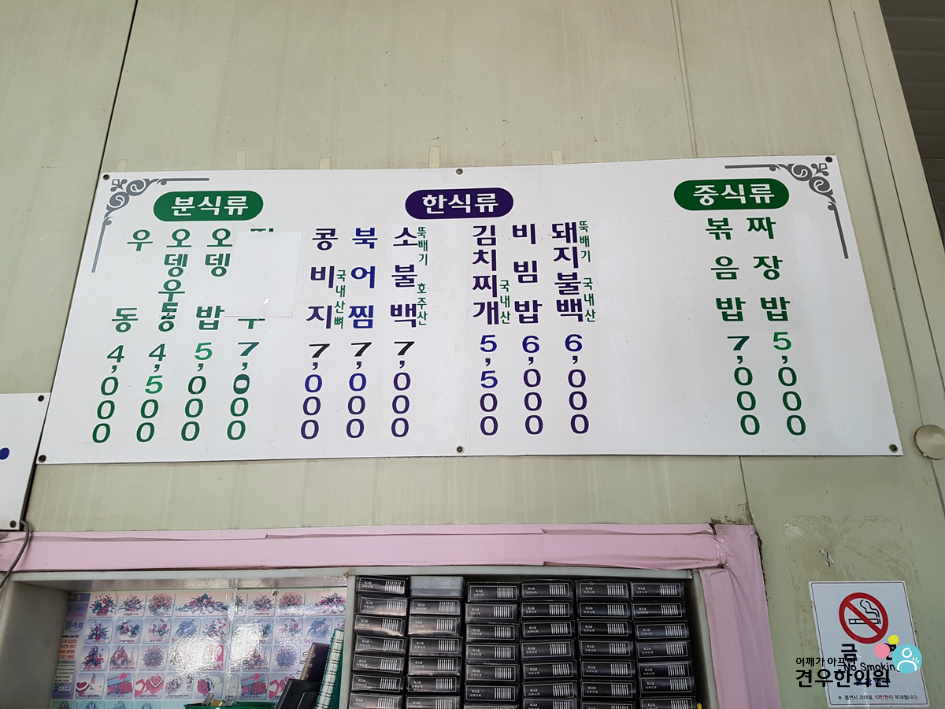 분식류
우동 4,000
오뎅우동 4,500
오뎅밥 5,000
7,000
한식류
콩비지 국내산뼈 7,000
북어찜 7,000
소불백 뚝배기 호주산 7,000
김치찌개 국내산 5,500
비빔밥 6,000
돼지불백 뚝배기 국내산 6,000
중식류
볶음밥 7,000
짜장밥 5,000
금
No Smokin
어깨가 아프면
견우한의원